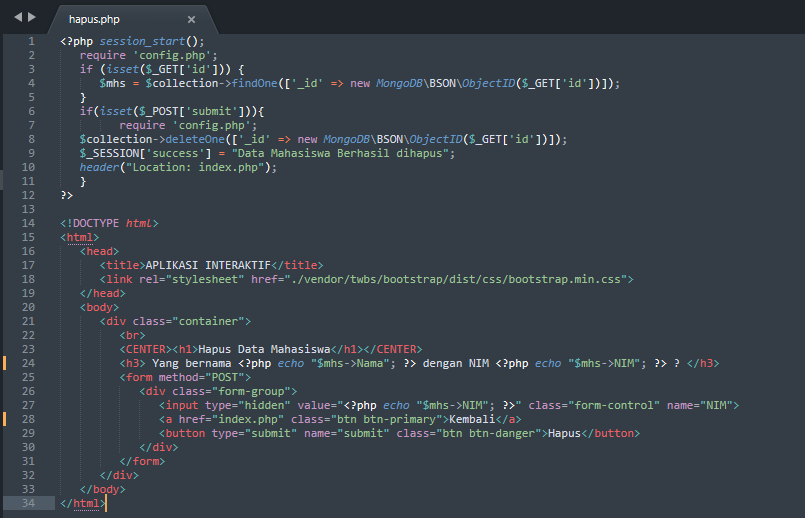 hapus.php
1 <?php session_start();
2 require 'config.php';
3 if (isset($_GET['id'])) {
4 $mhs = $collection->findOne(['_id' => new MongoDB\BSON\ObjectID($_GET['id'])]);
5 }
6 if(isset($_POST['submit'])){
7 require 'config.php';
8 $collection->deleteOne(['_id' => new MongoDB\BSON\ObjectID($_GET['id'])]);
9 $_SESSION['success'] = "Data Mahasiswa Berhasil dihapus";
10 header("Location: index.php");
11 }
12 ?>
13
14 <!DOCTYPE html>
15 <html>
16 <head>
17 <title>APLIKASI INTERAKTIF</title>
18 <link rel="stylesheet" href="./vendor/twbs/bootstrap/dist/css/bootstrap.min.css">
19 </head>
20 <body>
21 <div class="container">
22 <br>
23 <CENTER><h1>Hapus Data Mahasiswa</h1></CENTER>
24 <h3> Yang bernama <?php echo "$mhs->Nama"; ?> dengan NIM <?php echo "$mhs->NIM"; ?> ? </h3>
25 <form method="POST">
26 <div class="form-group">
27 <input type="hidden" value="<?php echo "$mhs->NIM"; ?>" class="form-control" name="NIM">
28 <a href="index.php" class="btn btn-primary">Kembali</a>
29 <button type="submit" name="submit" class="btn btn-danger">Hapus</button>
30 </div>
31 </form>
32 </div>
33 </body>
34 </html>